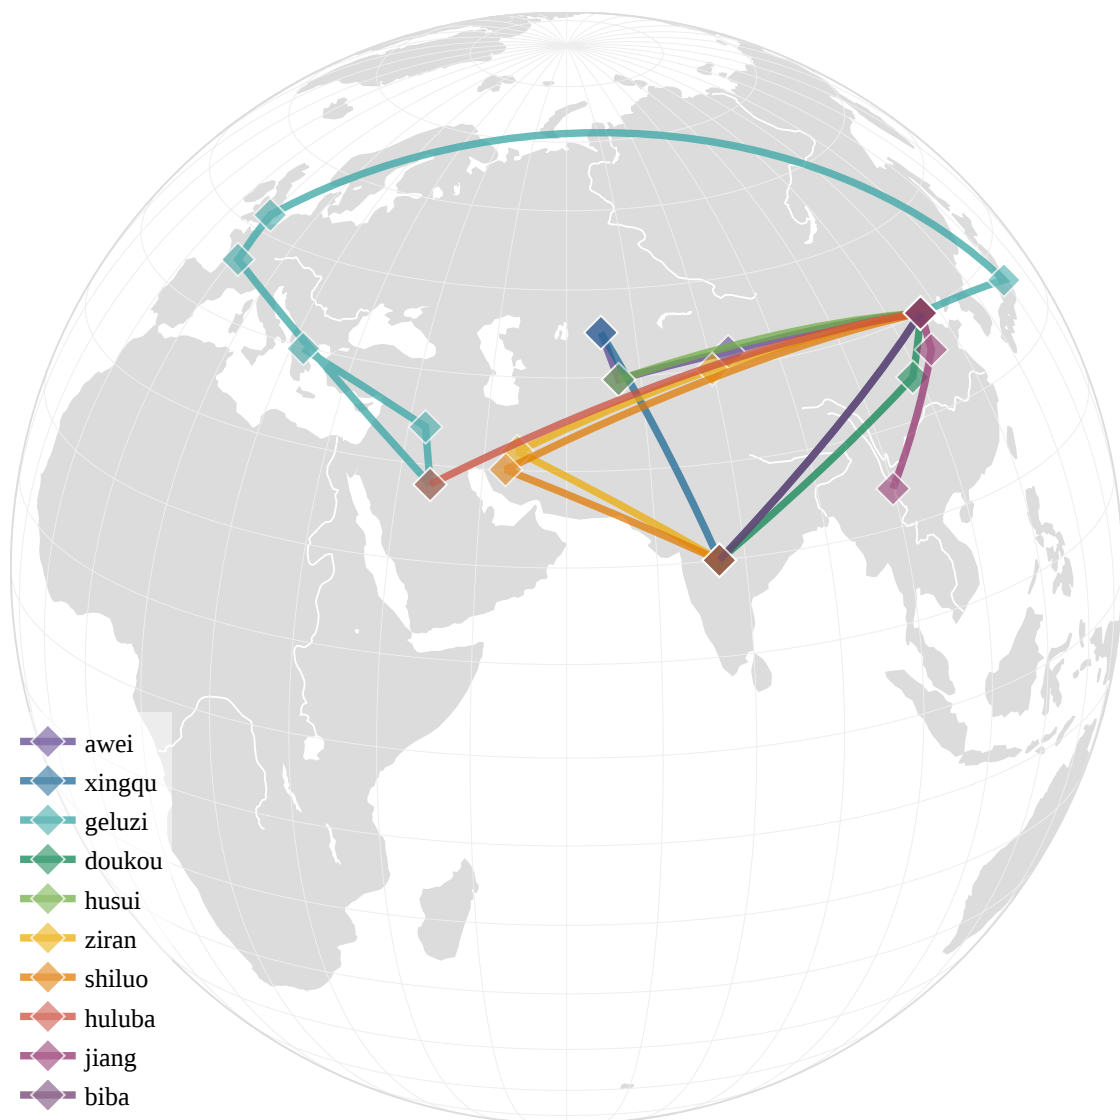 awei
xingqu
geluzi
doukou
husui
ziran
shiluo
huluba
jiang
biba